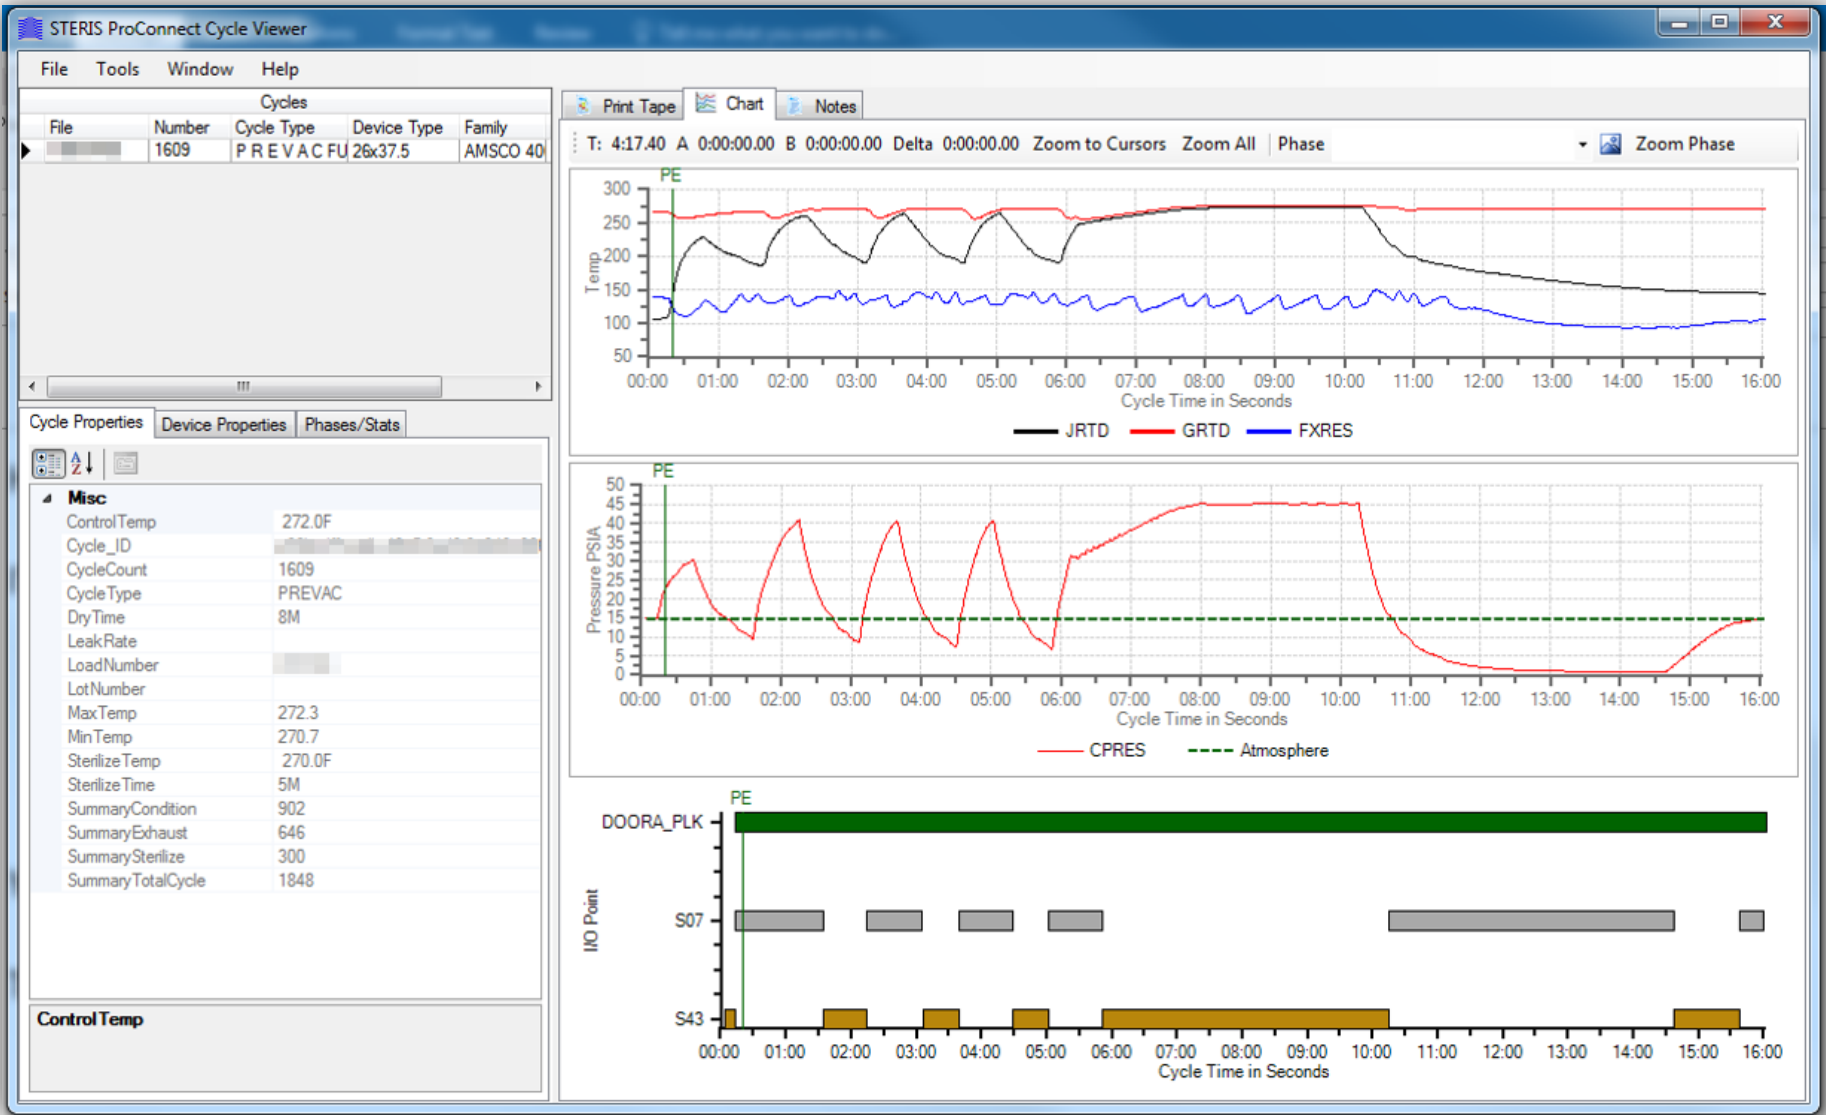 STERIS ProConnect Cycle Viewer
File Tools Window Help
Cycles
File Number Cycle Type Device Type Family
1609 P R E V A C FU 26x37.5 AMSCO 40
Cycle Properties Device Properties Phases/Stats
Misc
ControlTemp 272.0F
Cycle_ID
CycleCount 1609
CycleType PREVAC
DryTime 8M
LeakRate
LoadNumber
LotNumber
MaxTemp 272.3
MinTemp 270.7
SterilizeTemp 270.0F
SterilizeTime 5M
SummaryCondition 902
SummaryExhaust 646
SummarySterilize 300
SummaryTotalCycle 1848
ControlTemp
Print Tape Chart Notes
T: 4:17.40 A 0:00:00.00 B 0:00:00.00 Delta 0:00:00.00 Zoom to Cursors Zoom All Phase Zoom Phase
PE
300
250
200
150
100
50
Temp
00:00 01:00 02:00 03:00 04:00 05:00 06:00 07:00 08:00 09:00 10:00 11:00 12:00 13:00 14:00 15:00 16:00
Cycle Time in Seconds
JRTD GRTD FXRES
PE
50
45
40
35
30
25
20
15
10
5
0
Pressure PSIA
00:00 01:00 02:00 03:00 04:00 05:00 06:00 07:00 08:00 09:00 10:00 11:00 12:00 13:00 14:00 15:00 16:00
Cycle Time in Seconds
CPRES Atmosphere
PE
DOORA_PLK
S07
S43
I/O Point
00:00 01:00 02:00 03:00 04:00 05:00 06:00 07:00 08:00 09:00 10:00 11:00 12:00 13:00 14:00 15:00 16:00
Cycle Time in Seconds